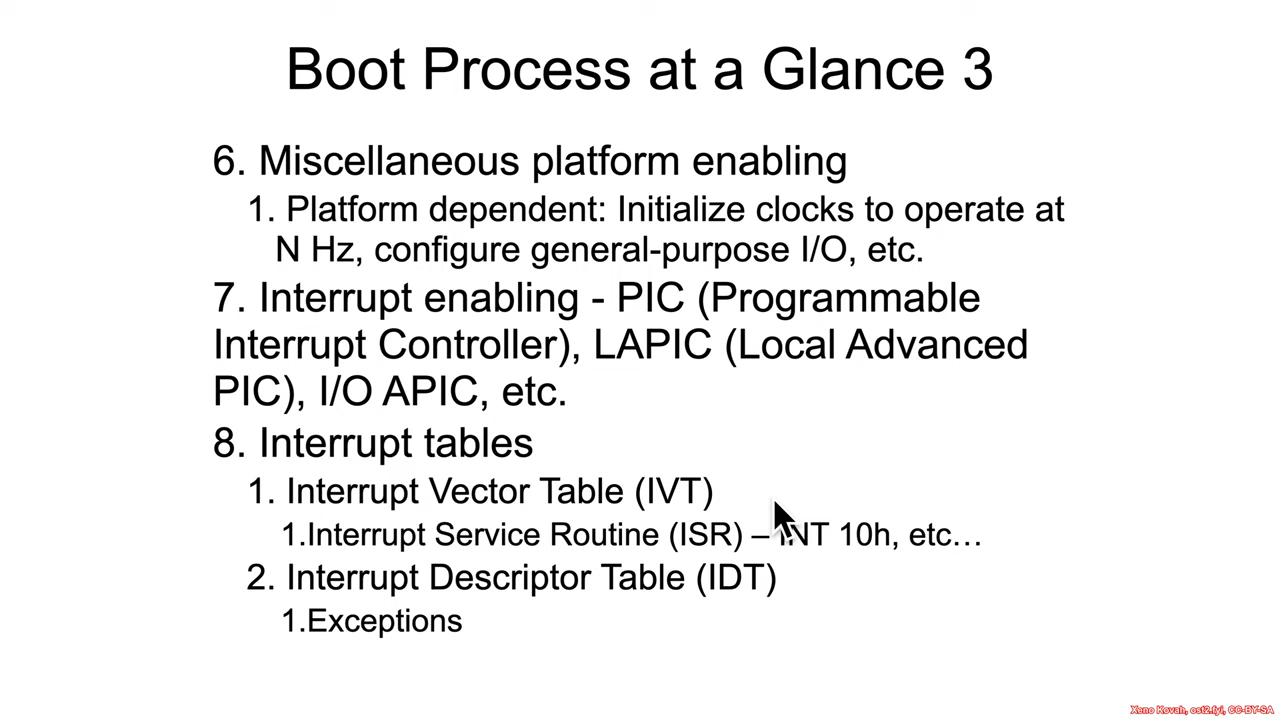 Boot Process at a Glance 3
6. Miscellaneous platform enabling
1. Platform dependent: Initialize clocks to operate at
N Hz, configure general-purpose I/O, etc.
7. Interrupt enabling - PIC (Programmable
Interrupt Controller), LAPIC (Local Advanced
PIC), I/O APIC, etc.
8. Interrupt tables
1. Interrupt Vector Table (IVT)
1.Interrupt Service Routine (ISR) – INT 10h, etc…
2. Interrupt Descriptor Table (IDT)
1.Exceptions
Xeno Kovah, ost2.fyi, CC-BY-SA